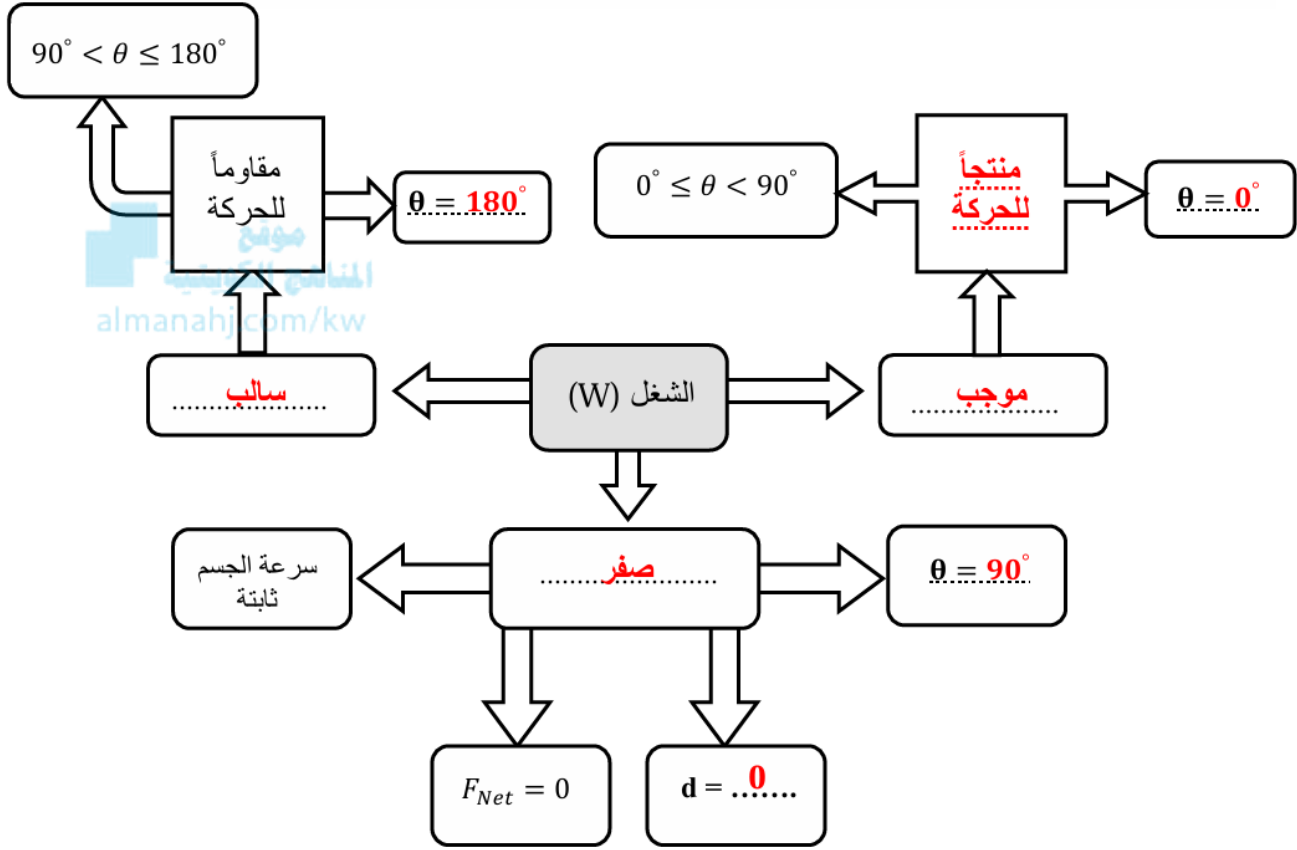 90° < θ ≤ 180°
مقاوماً
للحركة
θ = 180°
0° ≤ θ < 90°
منتجاً
للحركة
θ = 0°
موقع
المناهج الكويتية
almanahj.com/kw
سالب
الشغل (W)
موجب
سرعة الجسم
ثابتة
صفر
θ = 90°
F_Net = 0
d = ...0....